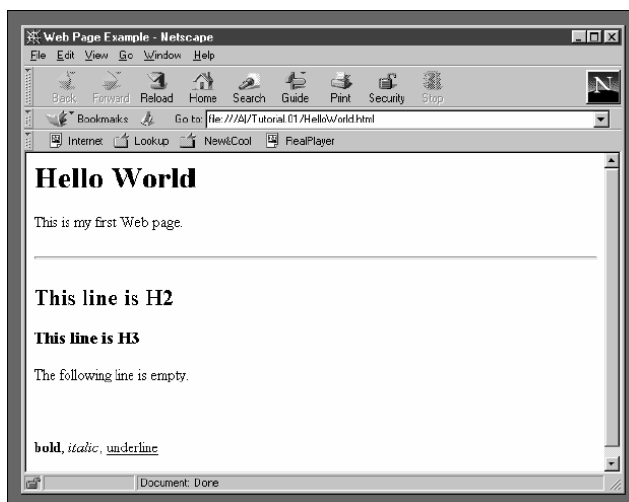 Web Page Example - Netscape
File Edit View Go Window Help
Back Forward Reload Home Search Guide Print Security Stop
N
Bookmarks Go to: file:///A|/Tutorial.01/HelloWorld.html
Internet Lookup New&Cool RealPlayer
Hello World
This is my first Web page.
This line is H2
This line is H3
The following line is empty.
bold, italic, underline
Document: Done